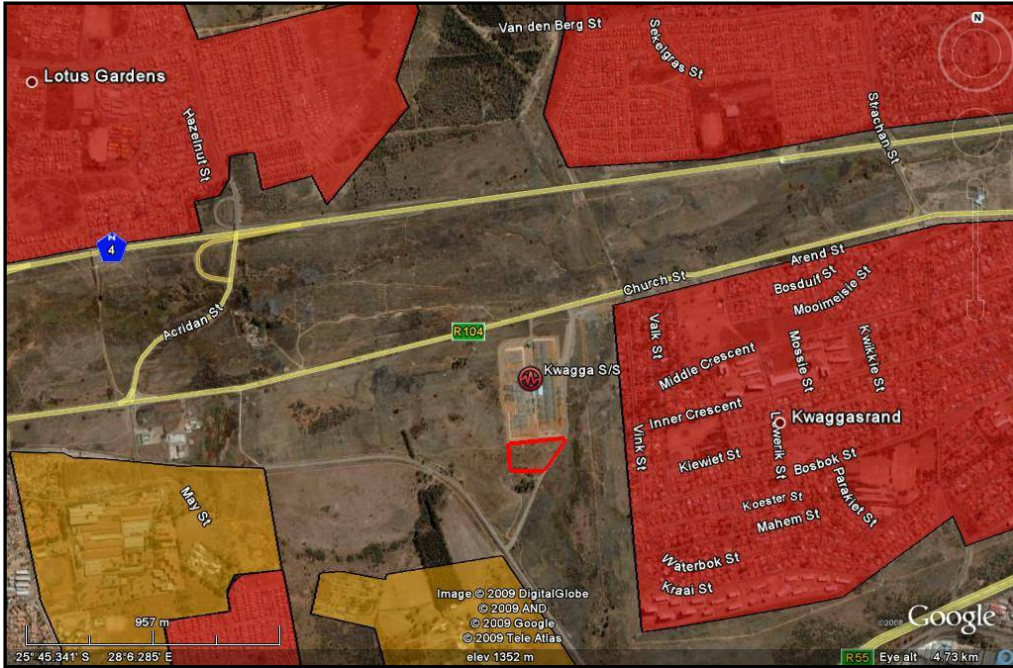 Van den Berg St
Sekelgras St
N
Lotus Gardens
Hazelnut St
Strachan St
N
4
Arend St
Church St
Bosduif St
Mooimeisie St
Acridan St
R104
Valk St
Kwagga S/S
Middle Crescent
Mossie St
Kwikkie St
Inner Crescent
Kwaggasrand
Vink St
Kiewiet St
Bosbok St
May St
Koester St
Parakiet St
Mahem St
Waterbok St
Kraai St
Image © 2009 DigitalGlobe
© 2009 AND
© 2009 Google
© 2009 Tele Atlas
957 m
©2009 Google
25° 45.341' S 28° 6.285' E
elev 1352 m
R55
Eye alt 4.73 km